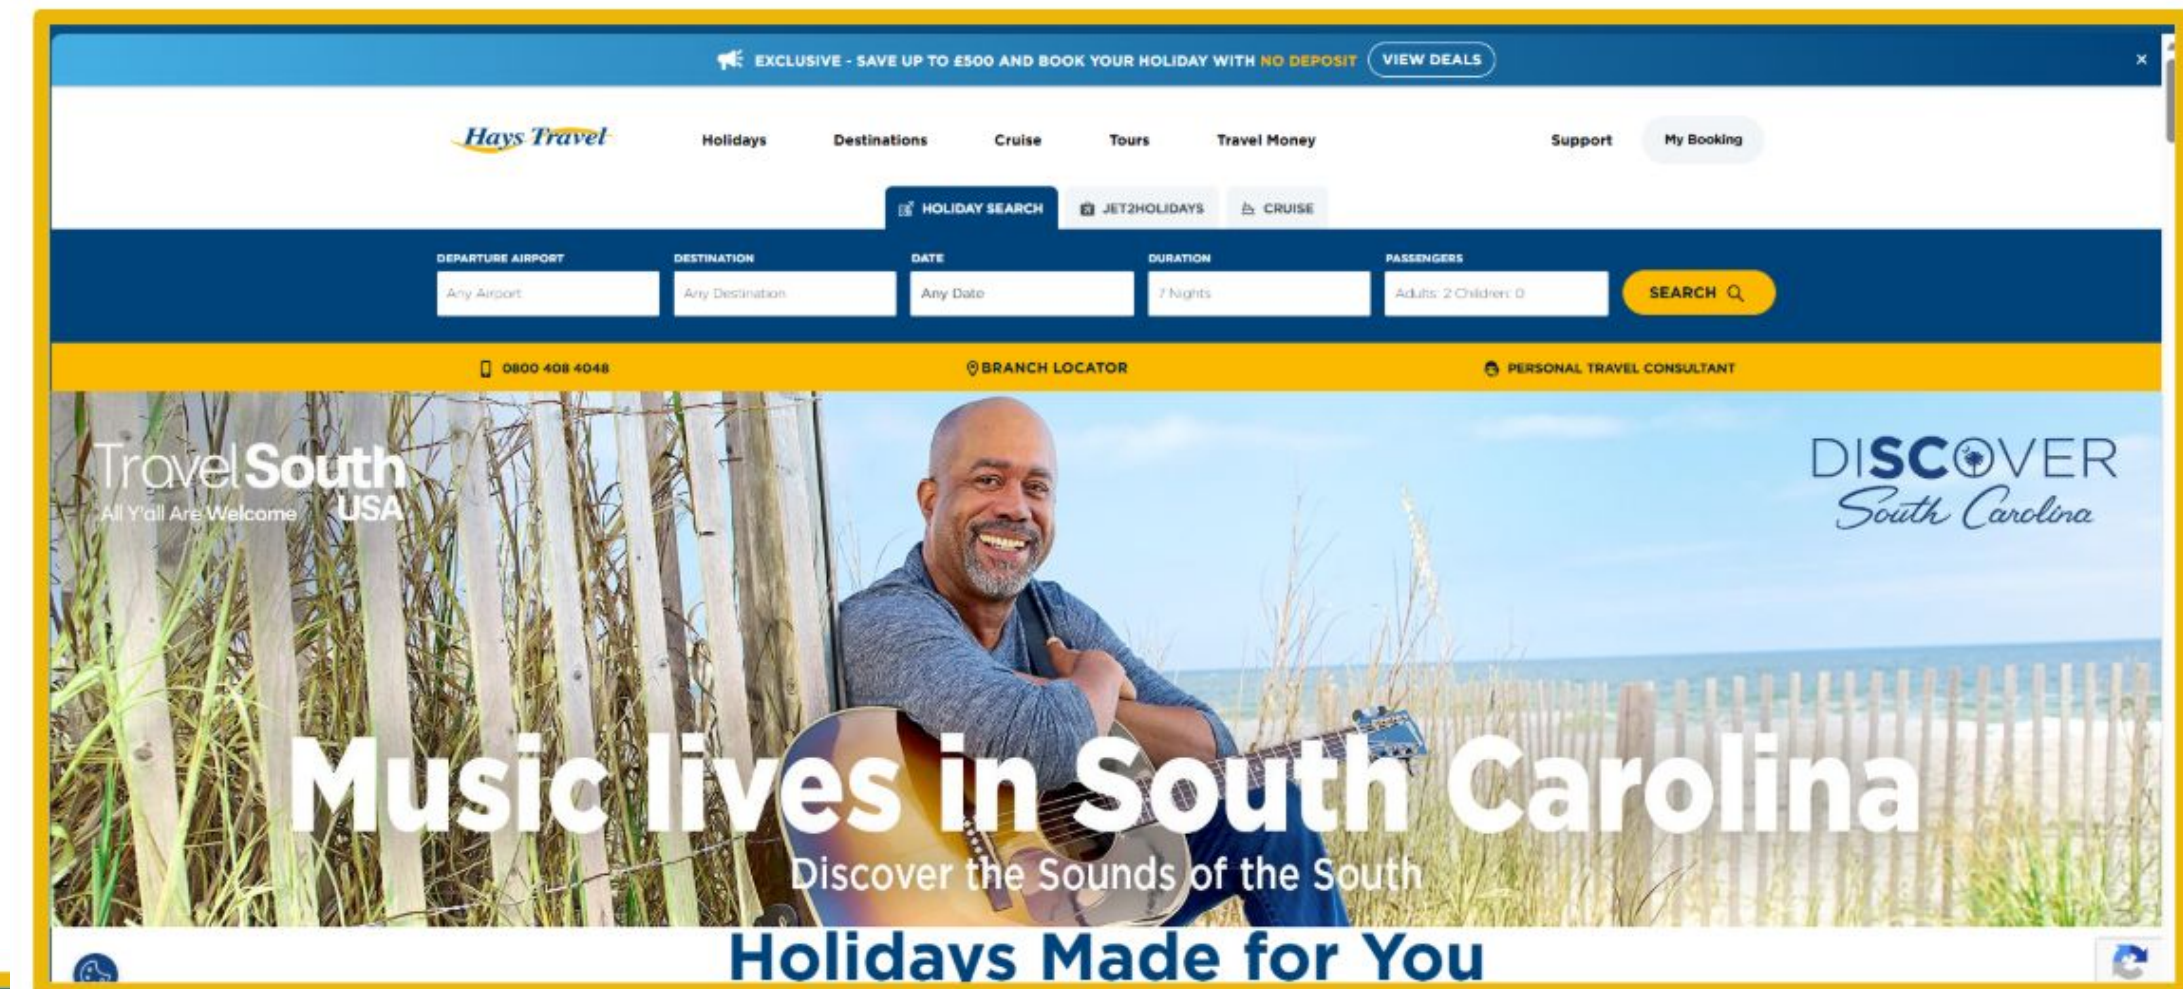 EXCLUSIVE - SAVE UP TO £500 AND BOOK YOUR HOLIDAY WITH NO DEPOSIT VIEW DEALS ×
Hays Travel Holidays Destinations Cruise Tours Travel Money Support My Booking
HOLIDAY SEARCH JET2HOLIDAYS CRUISE
DEPARTURE AIRPORT DESTINATION DATE DURATION PASSENGERS
Any Airport Any Destination Any Date 7 Nights Adults: 2 Children: 0 SEARCH
0800 408 4048 BRANCH LOCATOR PERSONAL TRAVEL CONSULTANT
Travel South
USA
All Y'all Are Welcome
DISCOVER
South Carolina
Music lives in South Carolina
Discover the Sounds of the South
Holidays Made for You